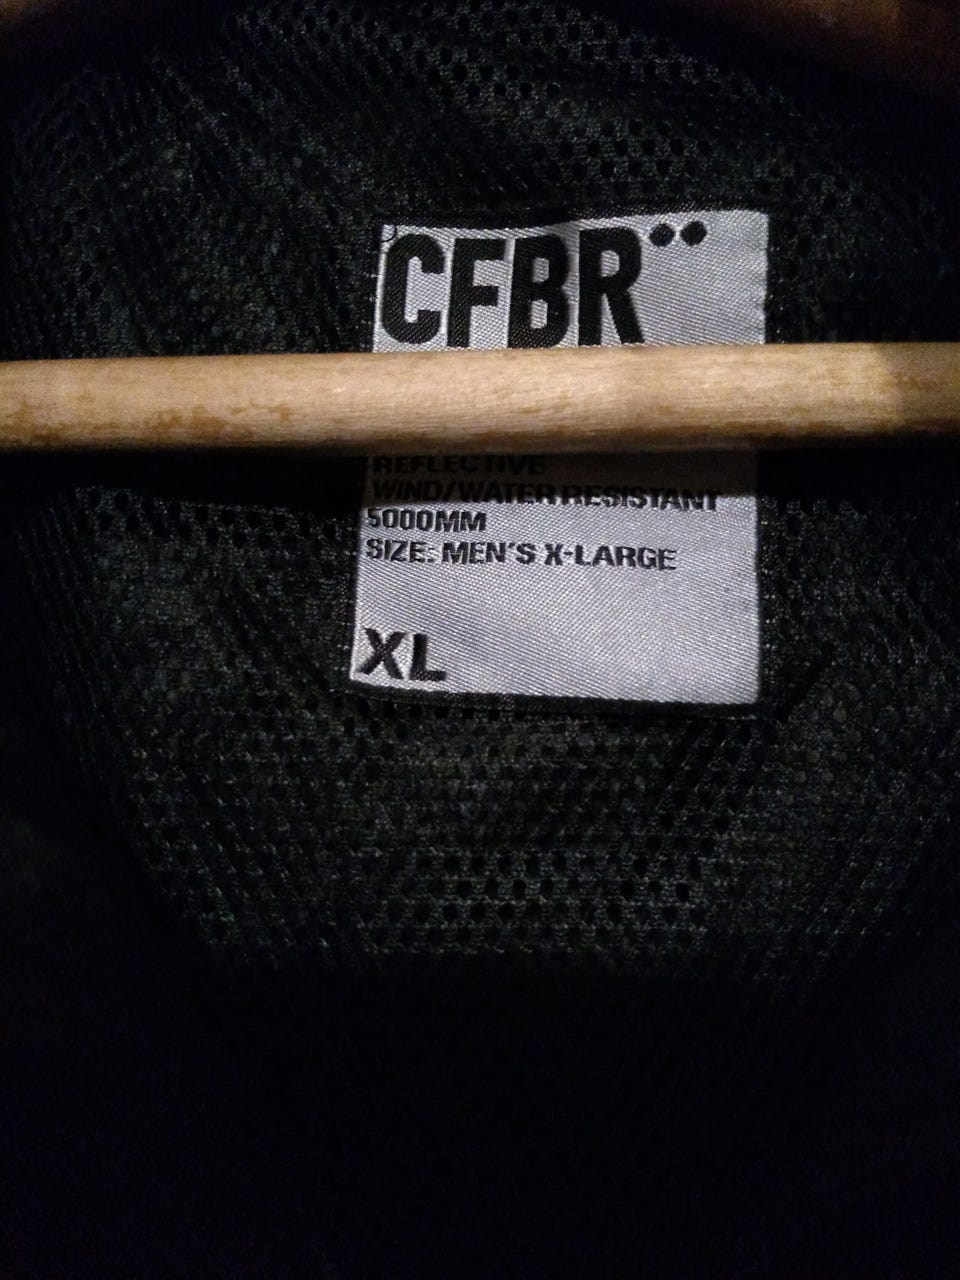 CFBR¨
REFLECTIVE
WIND/WATER RESISTANT
5000MM
SIZE: MEN'S X-LARGE
XL